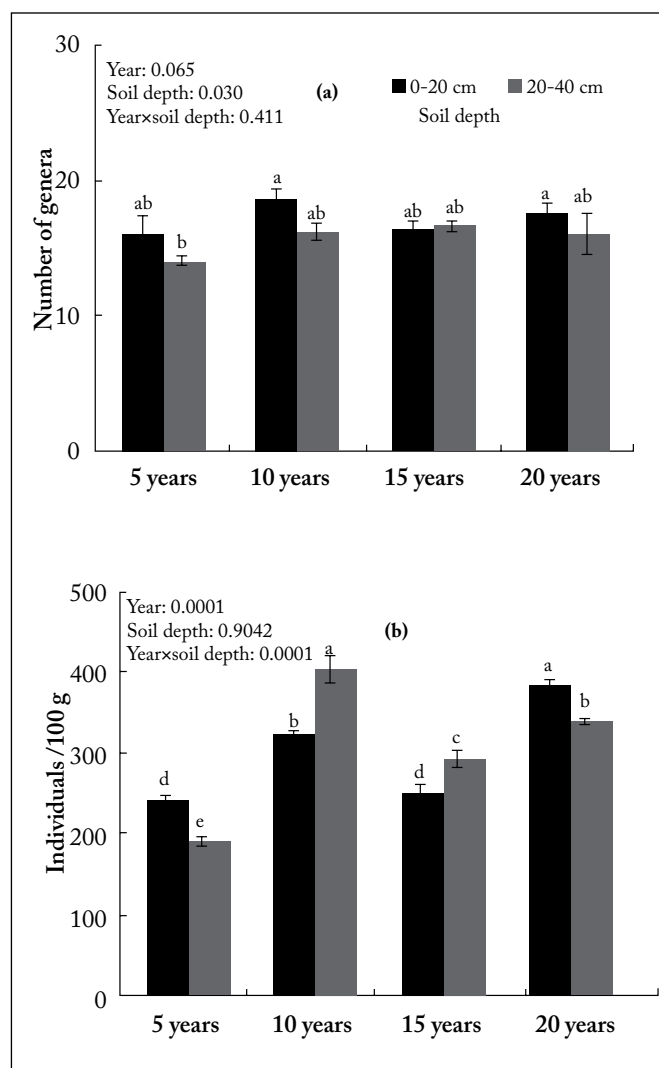 30
Year: 0.065
Soil depth: 0.030
Year×soil depth: 0.411
(a)
0-20 cm 20-40 cm
Soil depth
20
10
0
Number of genera
ab
b
a
ab
ab
ab
a
ab
5 years 10 years 15 years 20 years
500
Year: 0.0001
Soil depth: 0.9042
Year×soil depth: 0.0001
(b)
400
300
200
100
0
Individuals /100 g
d
e
b
a
d
c
a
b
5 years 10 years 15 years 20 years